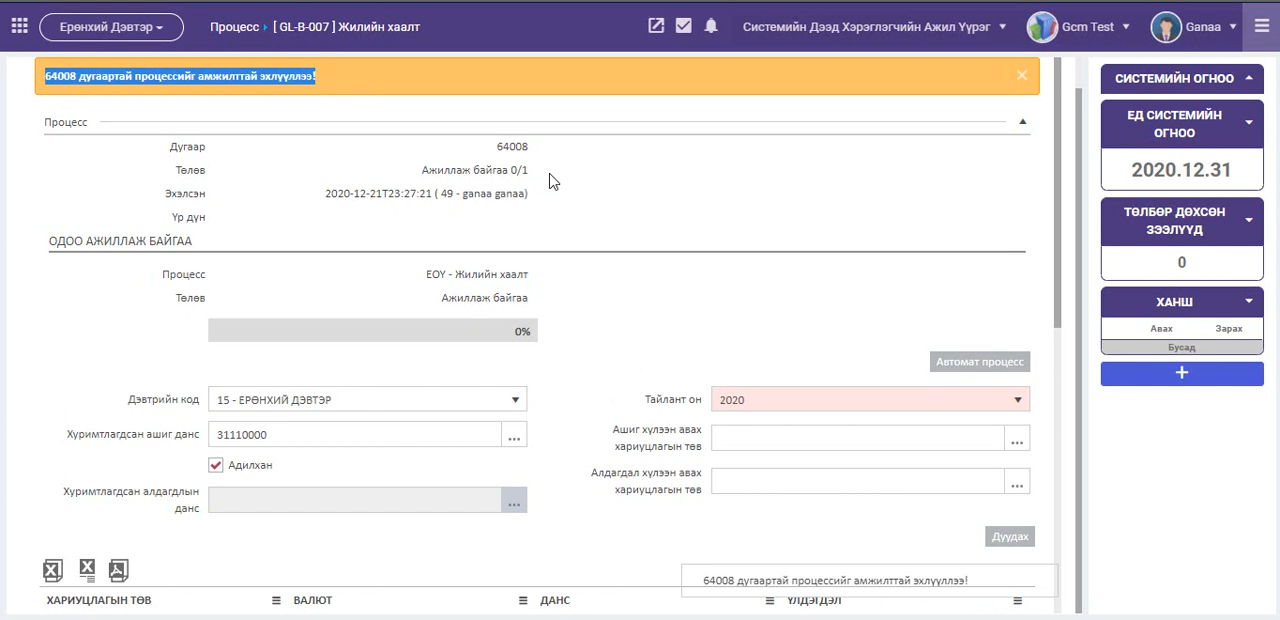 Ерөнхий Дэвтэр
Процесс [ GL-B-007 ] Жилийн хаалт
Системийн Дээд Хэрэглэгчийн Ажил Үүрэг
Gcm Test
Ganaa
64008 дугаартай процессийг амжилттай эхлүүллээ!
Процесс
Дугаар 64008
Төлөв Ажиллаж байгаа 0/1
Эхэлсэн 2020-12-21T23:27:21 ( 49 - ganaa ganaa)
Үр дүн
ОДОО АЖИЛЛАЖ БАЙГАА
Процесс EOY - Жилийн хаалт
Төлөв Ажиллаж байгаа
0%
Автомат процесс
Дэвтрийн код 15 - ЕРӨНХИЙ ДЭВТЭР
Тайлант он 2020
Хуримтлагдсан ашиг данс 31110000 ...
Ашиг хүлээн авах
хариуцлагын төв ...
Адилхан
Алдагдал хүлээн авах
хариуцлагын төв ...
Хуримтлагдсан алдагдлын
данс ...
Дуудах
64008 дугаартай процессийг амжилттай эхлүүллээ!
ХАРИУЦЛАГЫН ТӨВ ВАЛЮТ ДАНС ҮЛДЭГДЭЛ
СИСТЕМИЙН ОГНОО
ЕД СИСТЕМИЙН
ОГНОО
2020.12.31
ТӨЛБӨР ДӨХСӨН
ЗЭЭЛҮҮД
0
ХАНШ
Авах Зарах
Бусад
+